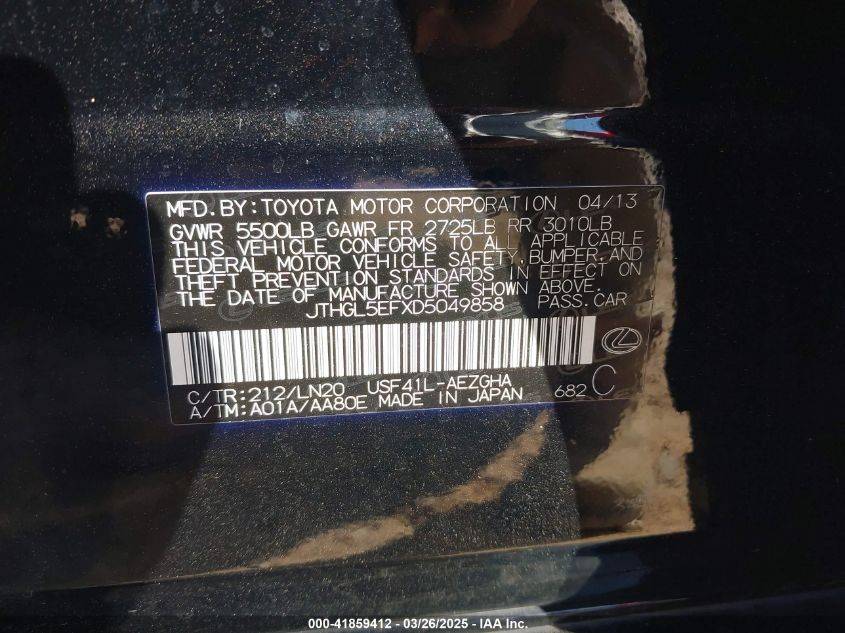 MFD.BY:TOYOTA MOTOR CORPORATION 04/13
GVWR 5500LB GAWR FR 2725LB RR 3010LB
THIS VEHICLE CONFORMS TO ALL APPLICABLE
FEDERAL MOTOR VEHICLE SAFETY,BUMPER,AND
THEFT PREVENTION STANDARDS IN EFFECT ON
THE DATE OF MANUFACTURE SHOWN ABOVE.
JTHGL5EFXD5049858 PASS.CAR
C/TR:212/LN20 USF41L-AEZGHA
A/TM:A01A/AA80E MADE IN JAPAN 682 C
000-41859412 - 03/26/2025 - IAA Inc.